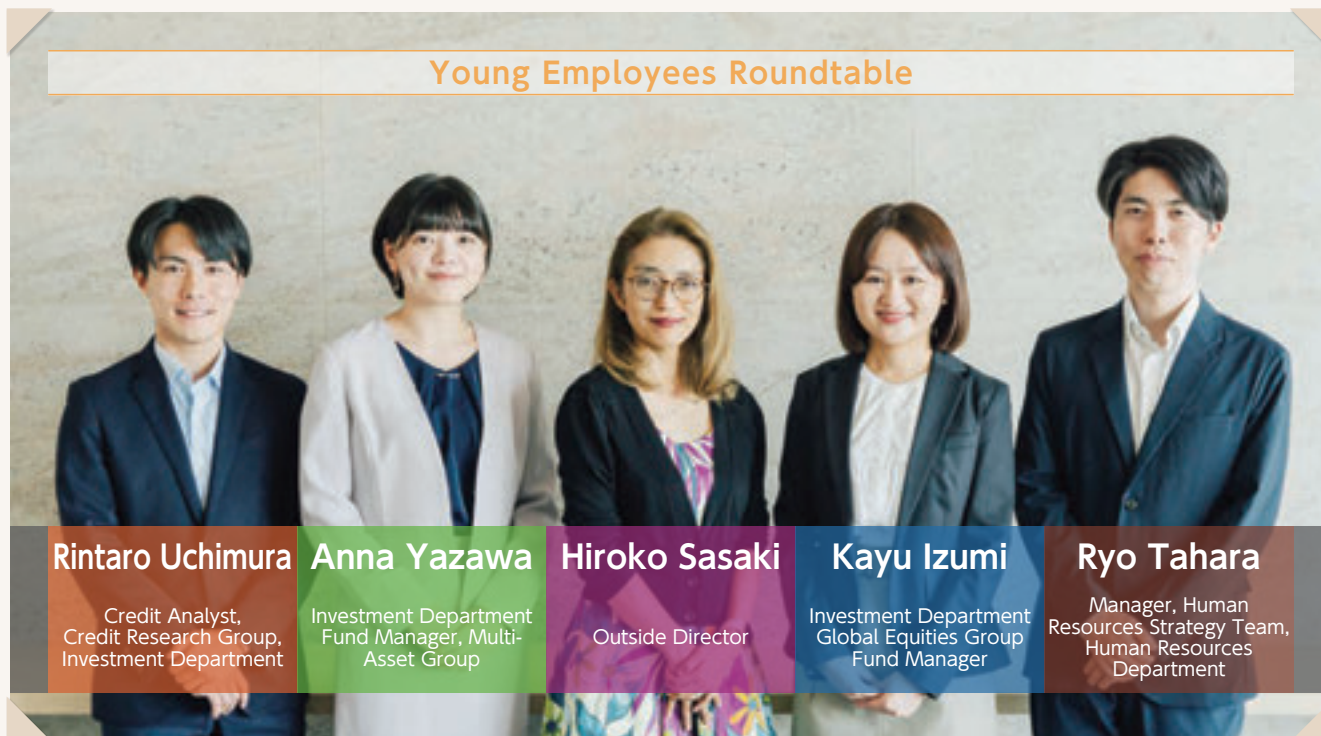 Young Employees Roundtable
Rintaro Uchimura
Credit Analyst,
Credit Research Group,
Investment Department
Anna Yazawa
Investment Department
Fund Manager, Multi-
Asset Group
Hiroko Sasaki
Outside Director
Kayu Izumi
Investment Department
Global Equities Group
Fund Manager
Ryo Tahara
Manager, Human
Resources Strategy Team,
Human Resources
Department